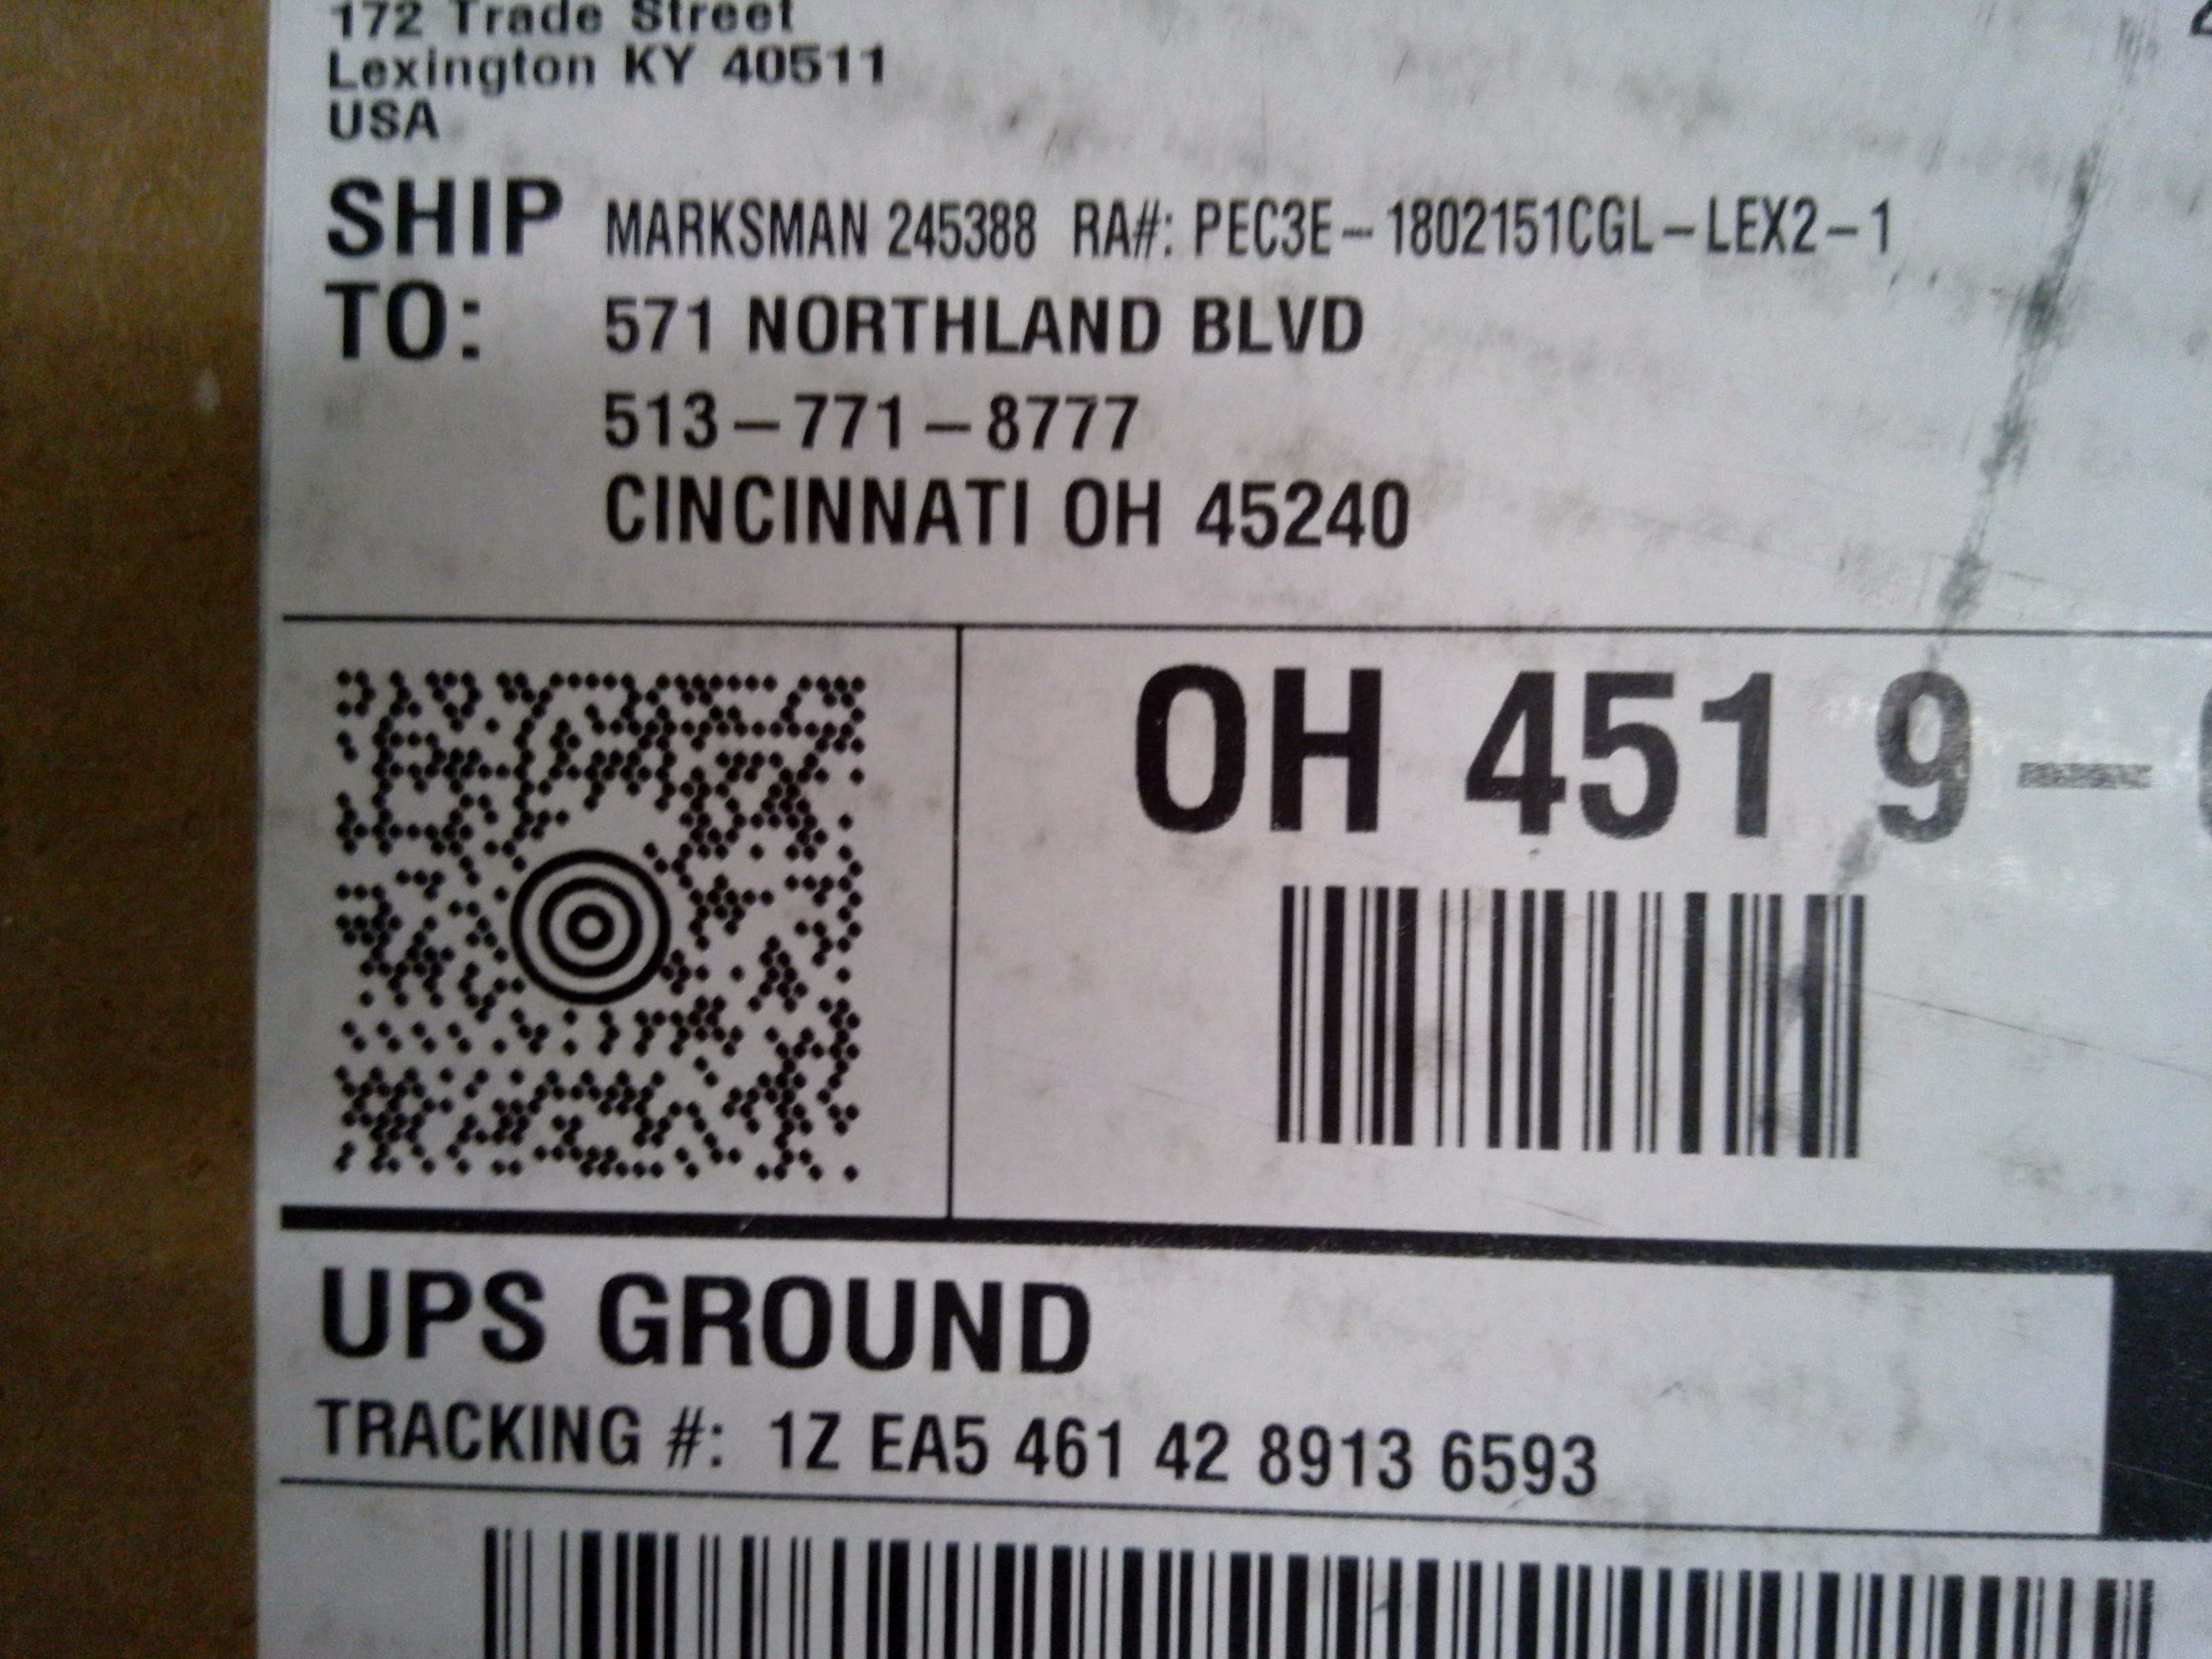 172 Trade Street
Lexington KY 40511
USA
SHIP TO:
MARKSMAN 245388 RA#: PEC3E-1802151CGL-LEX2-1
571 NORTHLAND BLVD
513-771-8777
CINCINNATI OH 45240
OH 451 9-
UPS GROUND
TRACKING #: 1Z EA5 461 42 8913 6593